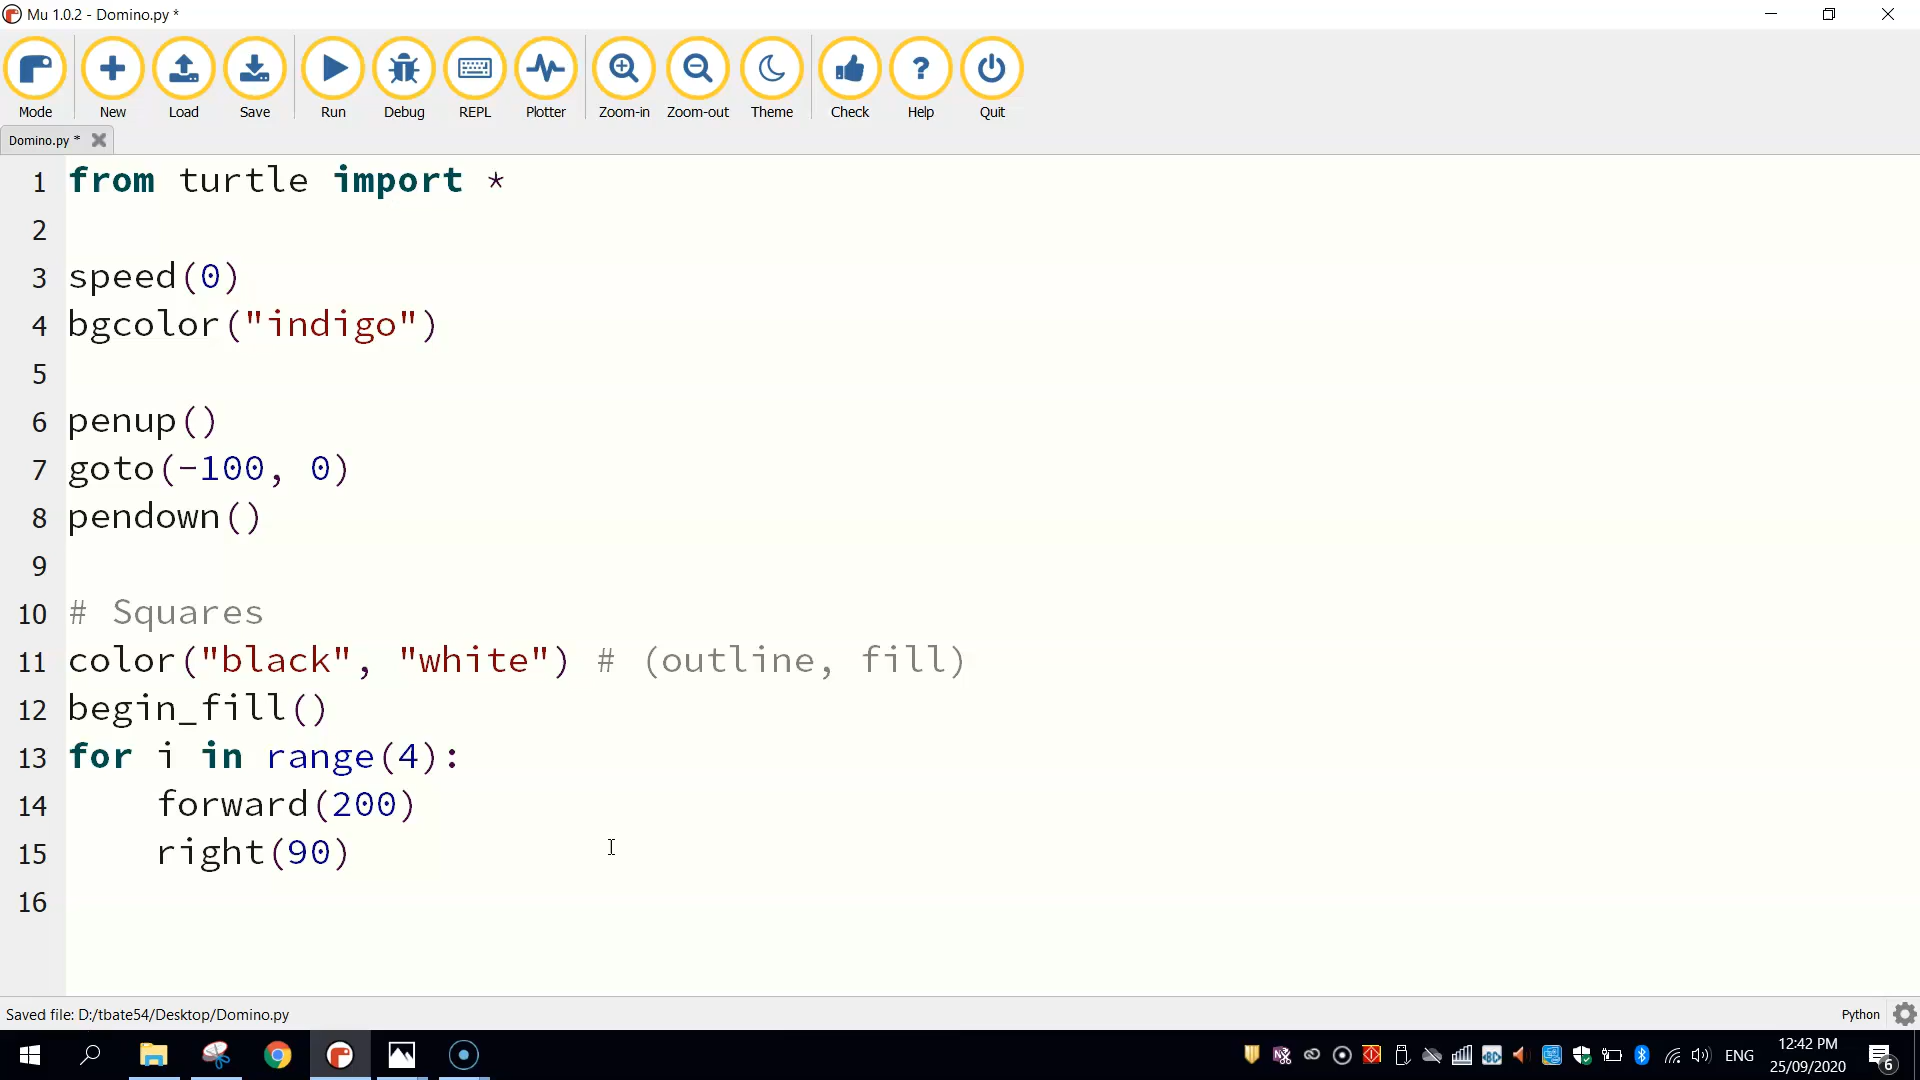 Mu 1.0.2 - Domino.py *
Mode New Load Save Run Debug REPL Plotter Zoom-in Zoom-out Theme Check Help Quit
Domino.py *
1 from turtle import *
2
3 speed(0)
4 bgcolor("indigo")
5
6 penup()
7 goto(-100, 0)
8 pendown()
9
10 # Squares
11 color("black", "white") # (outline, fill)
12 begin_fill()
13 for i in range(4):
14     forward(200)
15     right(90)
16
Saved file: D:/tbate54/Desktop/Domino.py Python
ENG 12:42 PM
25/09/2020 6